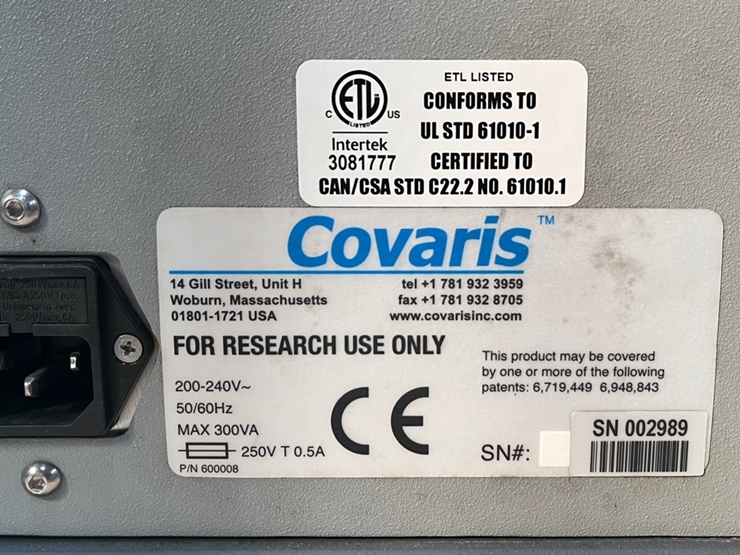 ETL LISTED
C ETL US
LISTED
CONFORMS TO
UL STD 61010-1
Intertek
3081777
CERTIFIED TO
CAN/CSA STD C22.2 NO. 61010.1
Covaris™
14 Gill Street, Unit H
Woburn, Massachusetts
01801-1721 USA
tel +1 781 932 3959
fax +1 781 932 8705
www.covarisinc.com
FOR RESEARCH USE ONLY
This product may be covered
by one or more of the following
patents: 6,719,449 6,948,843
200-240V~
50/60Hz
MAX 300VA
250V T 0.5A
P/N 600008
CE
SN#:
SN 002989